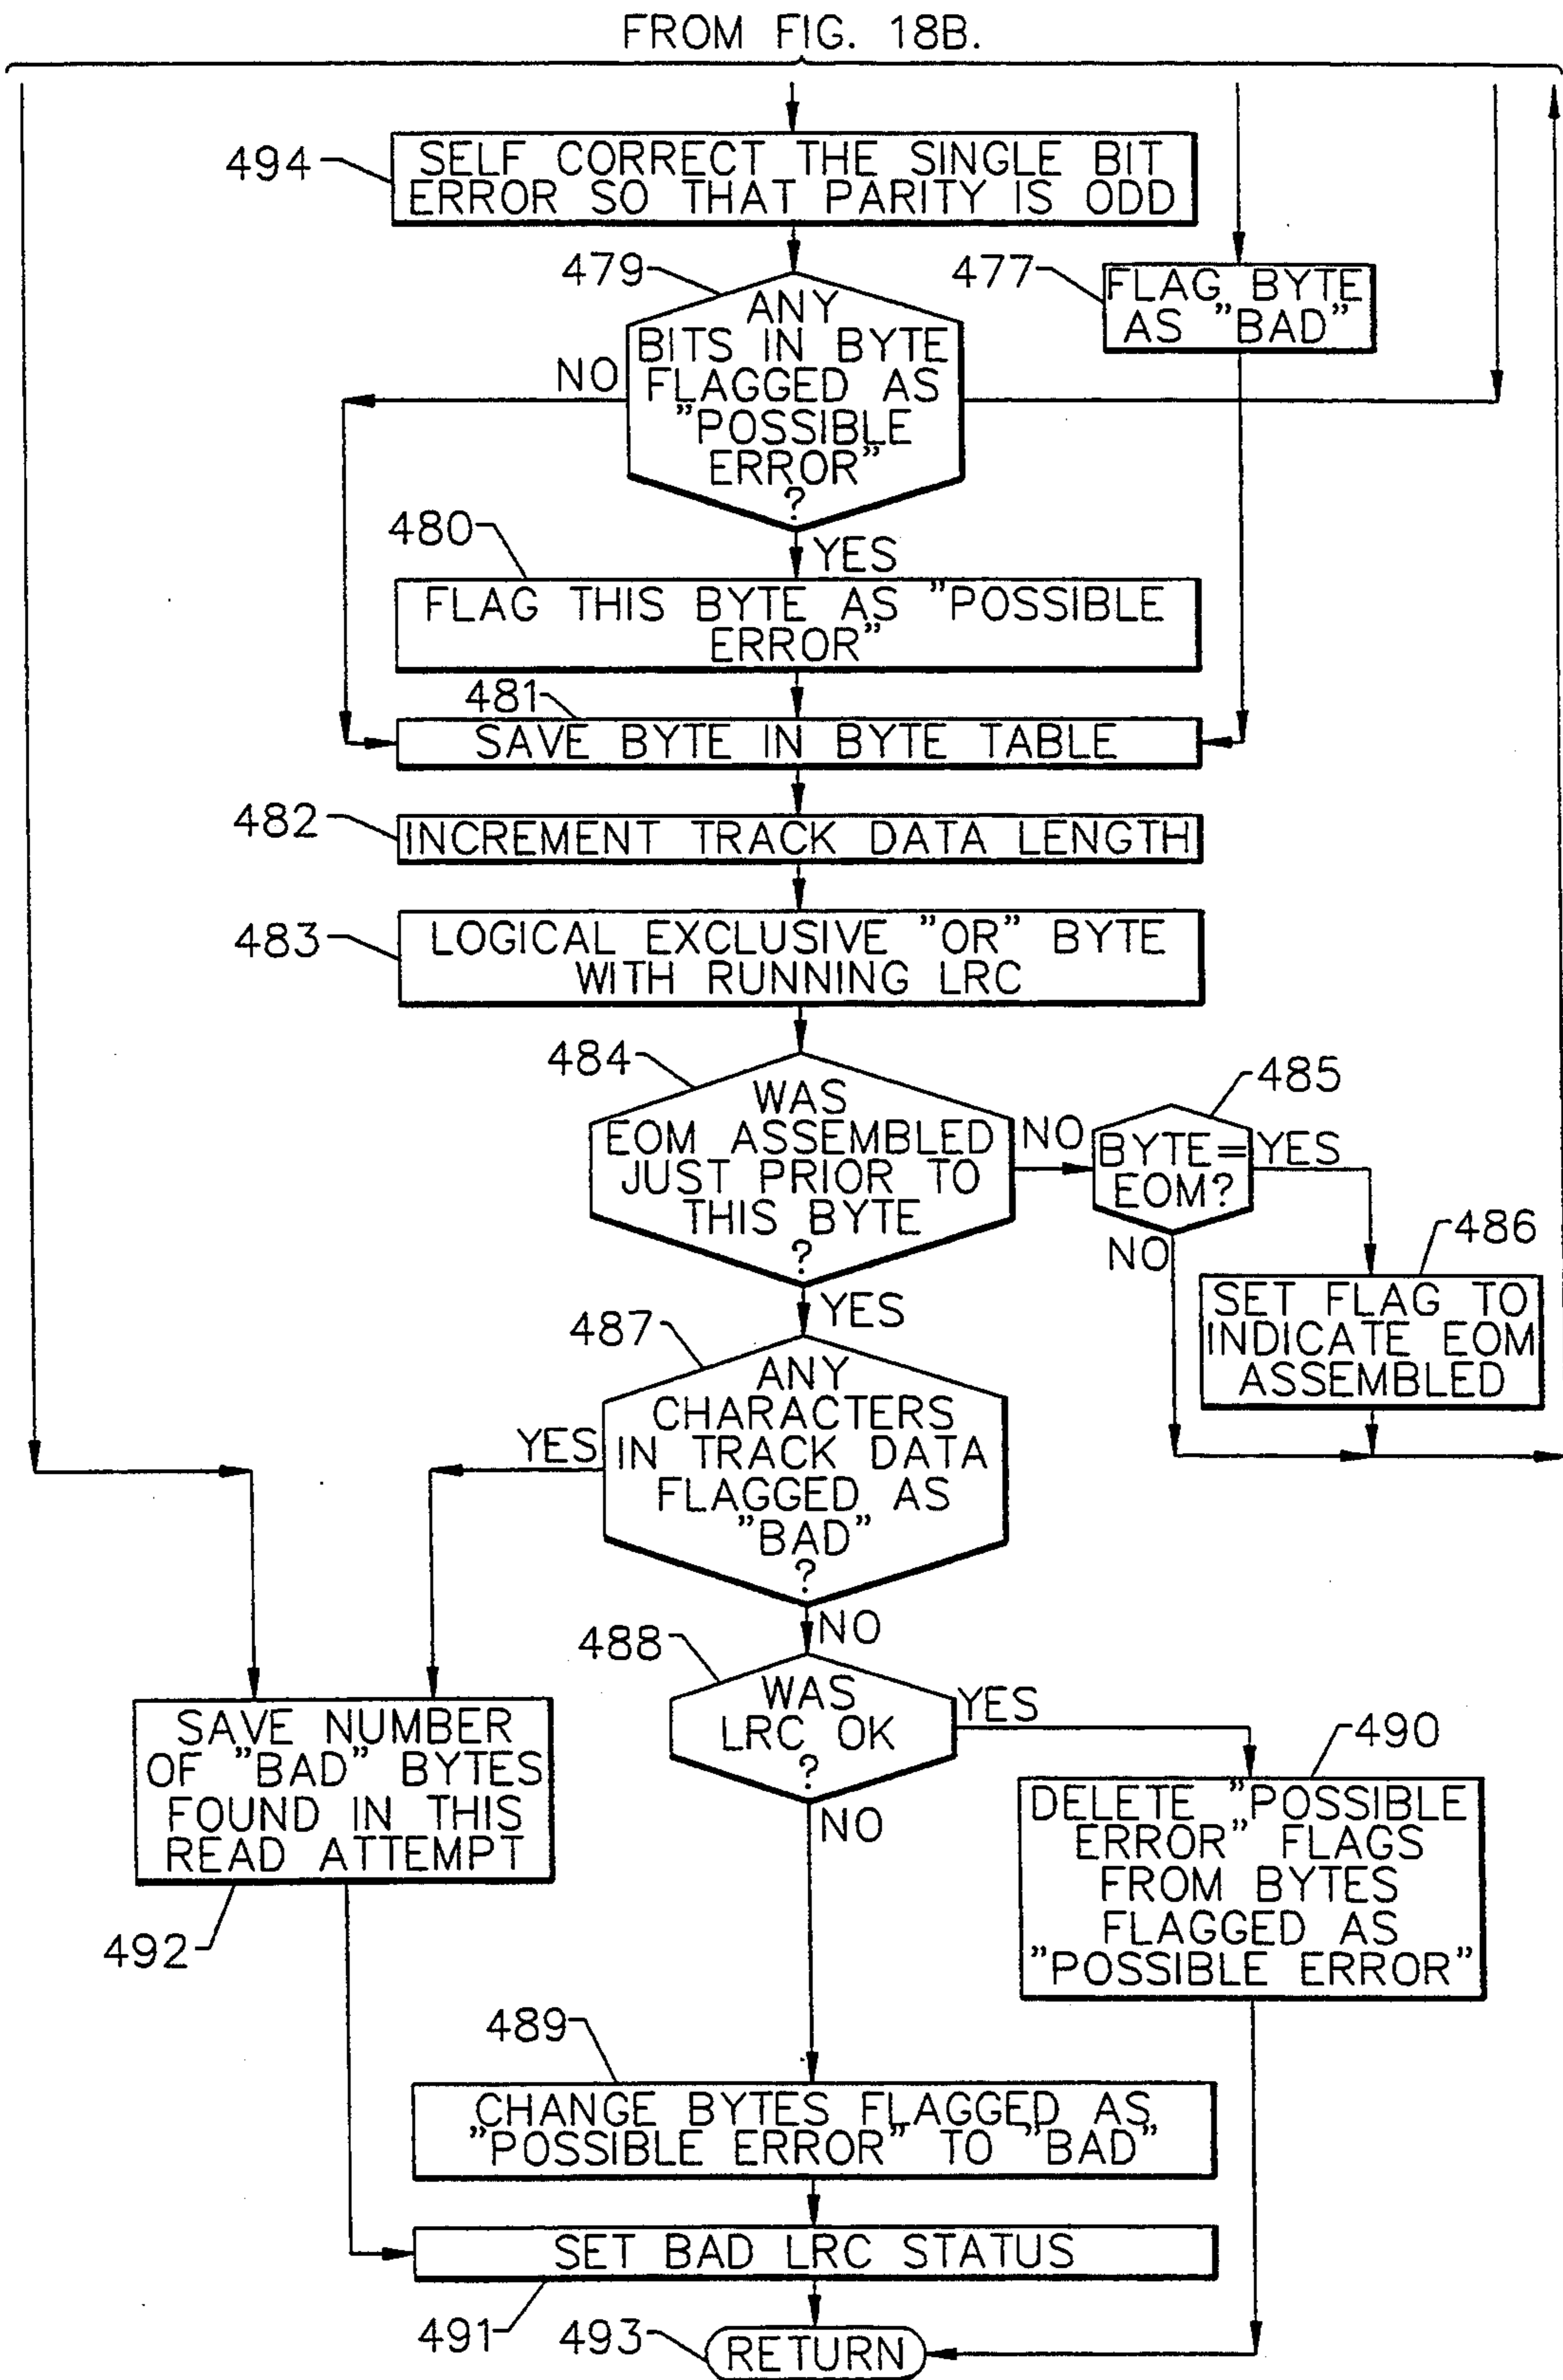 FROM FIG. 18B.
494
SELF CORRECT THE SINGLE BIT
ERROR SO THAT PARITY IS ODD
479
ANY
BITS IN BYTE
FLAGGED AS
"POSSIBLE
ERROR"
?
NO
477
FLAG BYTE
AS "BAD"
480
YES
FLAG THIS BYTE AS "POSSIBLE
ERROR"
481
SAVE BYTE IN BYTE TABLE
482
INCREMENT TRACK DATA LENGTH
483
LOGICAL EXCLUSIVE "OR" BYTE
WITH RUNNING LRC
484
WAS
EOM ASSEMBLED
JUST PRIOR TO
THIS BYTE
?
NO
485
BYTE=
EOM?
YES
NO
486
SET FLAG TO
INDICATE EOM
ASSEMBLED
YES
487
ANY
CHARACTERS
IN TRACK DATA
FLAGGED AS
"BAD"
?
YES
NO
488
WAS
LRC OK
?
YES
NO
490
DELETE "POSSIBLE
ERROR" FLAGS
FROM BYTES
FLAGGED AS
"POSSIBLE ERROR"
SAVE NUMBER
OF "BAD" BYTES
FOUND IN THIS
READ ATTEMPT
492
489
CHANGE BYTES FLAGGED AS
"POSSIBLE ERROR" TO "BAD"
SET BAD LRC STATUS
491
493
RETURN